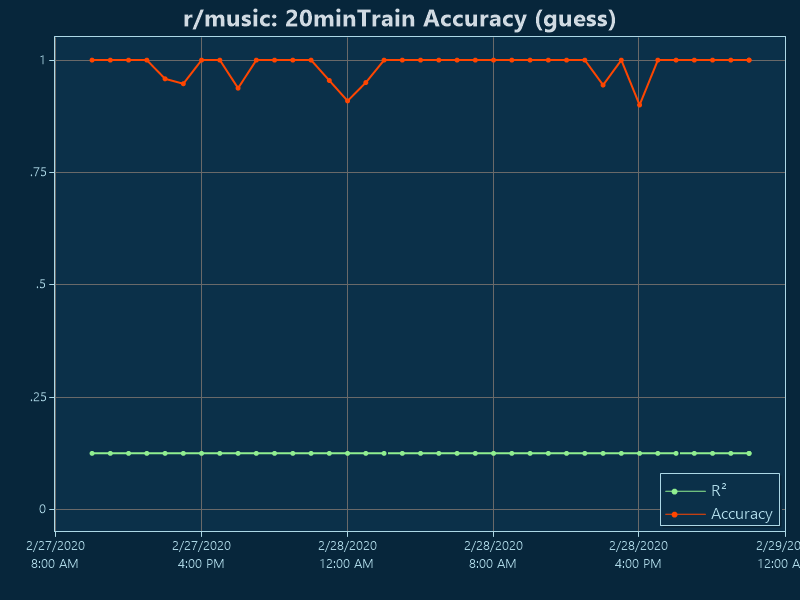 r/music: 20minTrain Accuracy (guess)
1
.75
.5
.25
0
R²
Accuracy
2/27/2020 2/27/2020 2/28/2020 2/28/2020 2/28/2020 2/29/20
8:00 AM 4:00 PM 12:00 AM 8:00 AM 4:00 PM 12:00 A